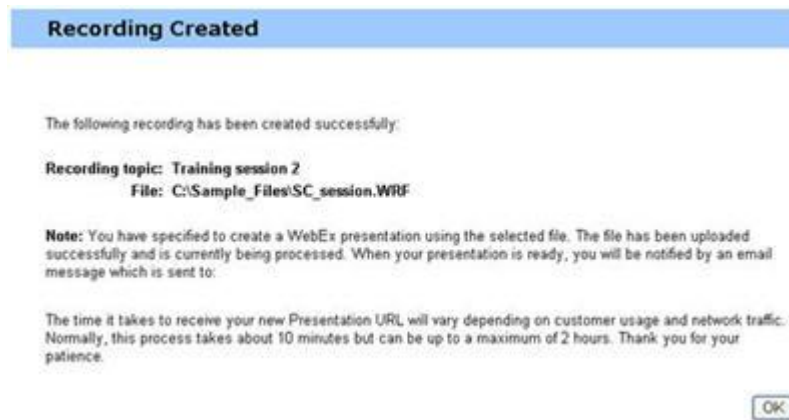 Recording Created
The following recording has been created successfully:
Recording topic: Training session 2
File: C:\Sample_Files\SC_session.WRF
Note: You have specified to create a WebEx presentation using the selected file. The file has been uploaded
successfully and is currently being processed. When your presentation is ready, you will be notified by an email
message which is sent to:
The time it takes to receive your new Presentation URL will vary depending on customer usage and network traffic.
Normally, this process takes about 10 minutes but can be up to a maximum of 2 hours. Thank you for your
patience.
OK